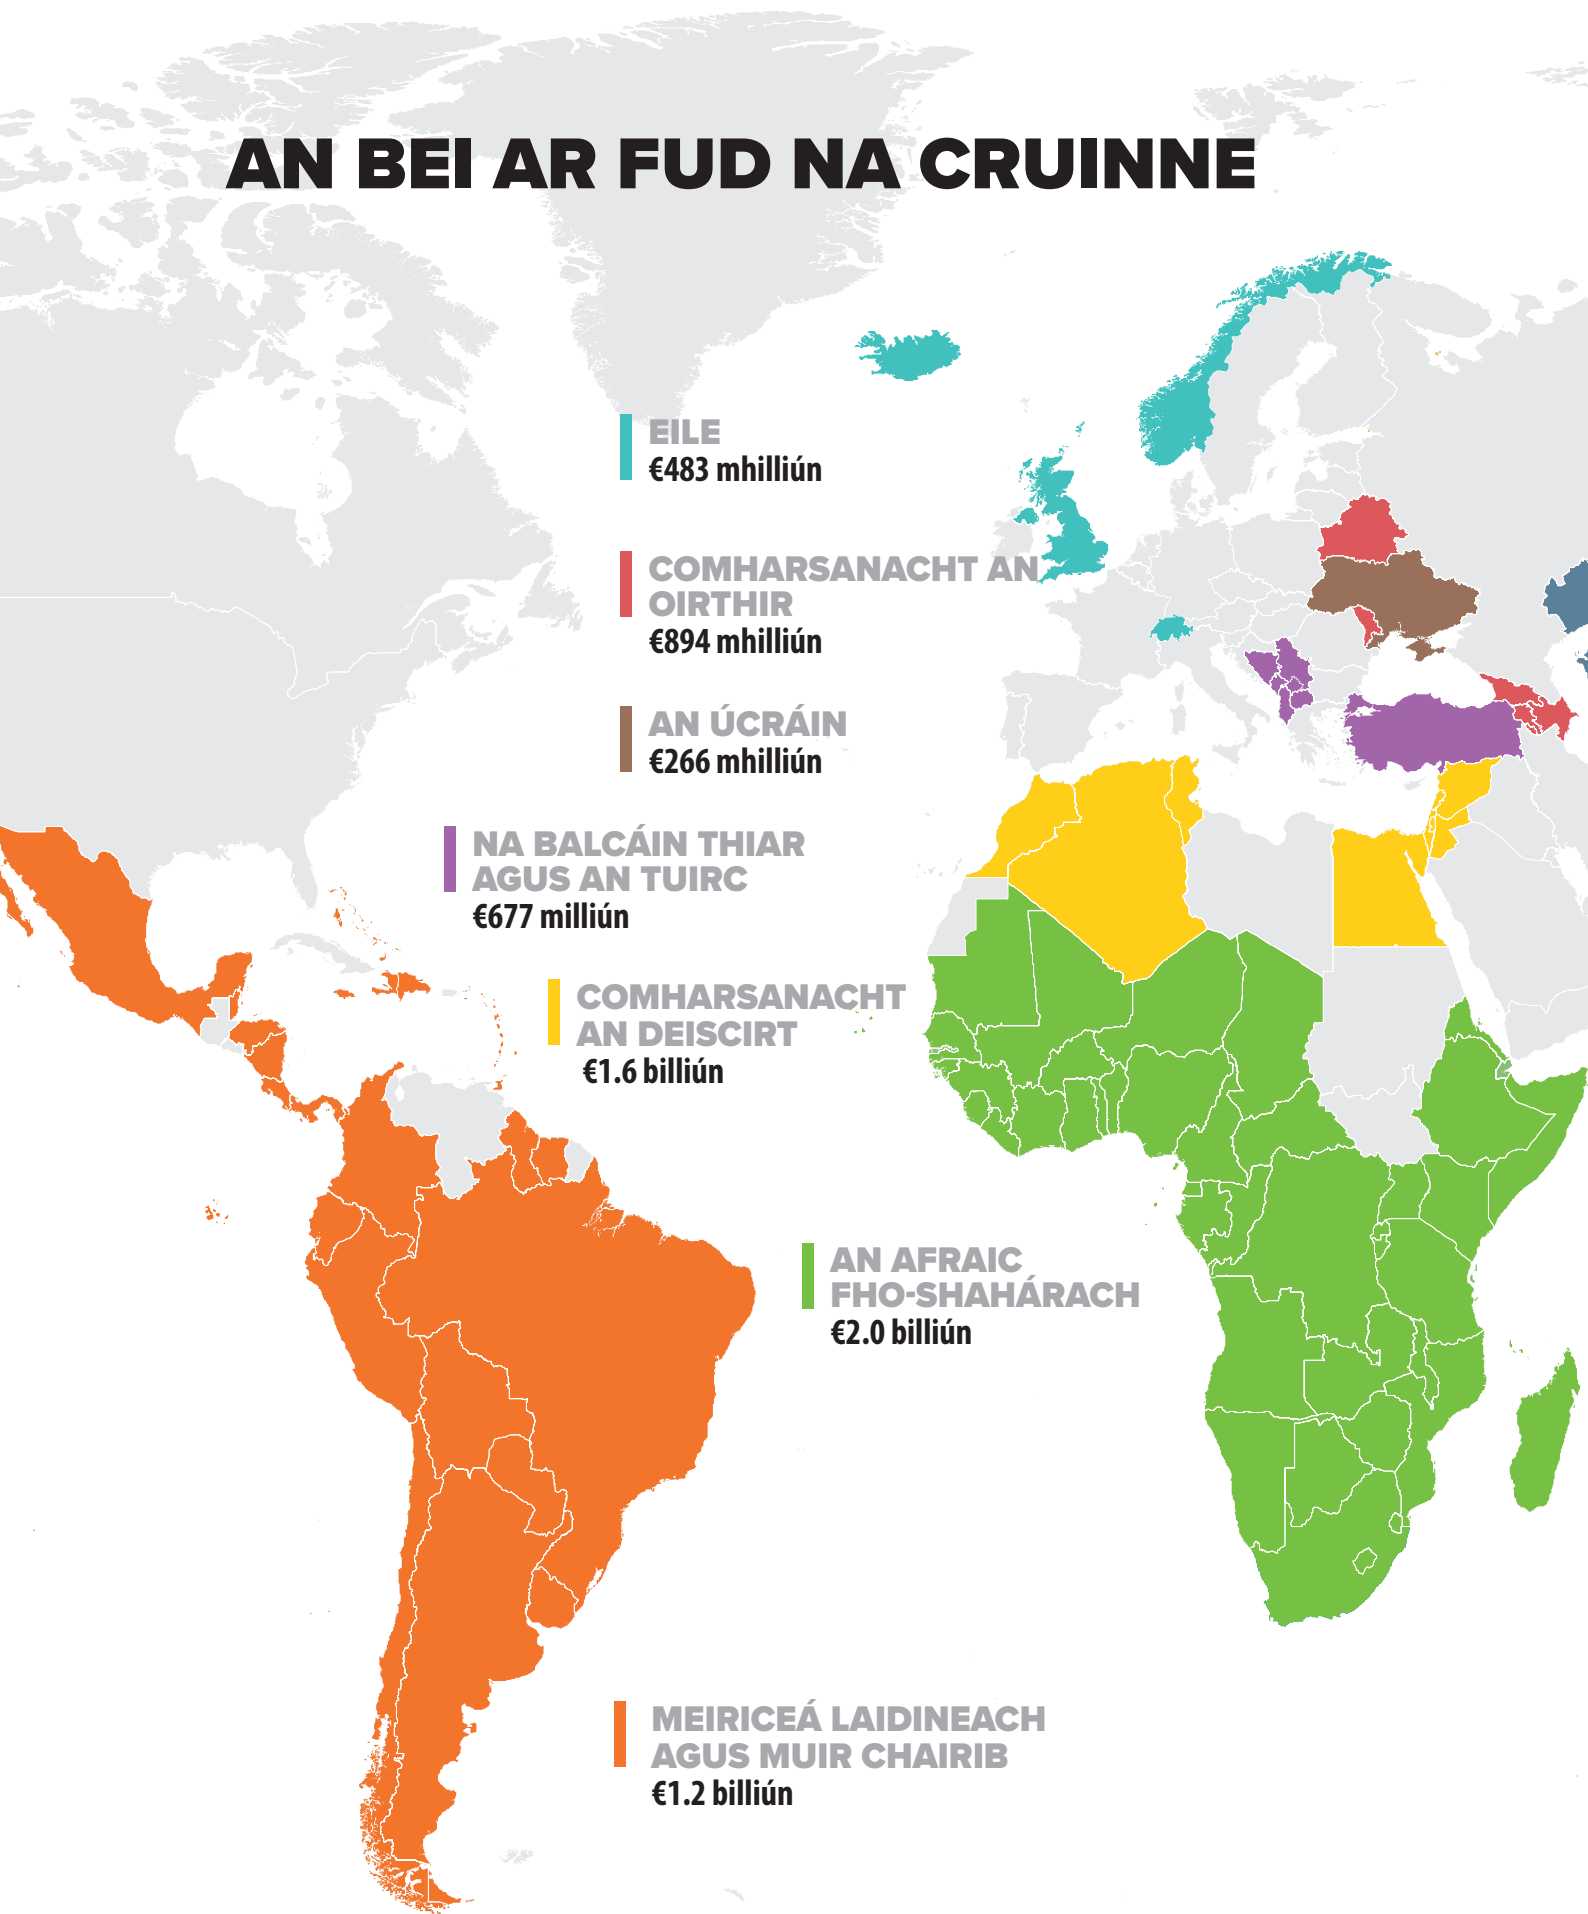 AN BEI AR FUD NA CRUINNE
EILE
€483 mhilliún
COMHARSANACHT AN
OIRTHIR
€894 mhilliún
AN ÚCRÁIN
€266 mhilliún
NA BALCÁIN THIAR
AGUS AN TUIRC
€677 milliún
COMHARSANACHT
AN DEISCIRT
€1.6 billiún
AN AFRAIC
FHO-SHAHÁRACH
€2.0 billiún
MEIRICEÁ LAIDINEACH
AGUS MUIR CHAIRIB
€1.2 billiún